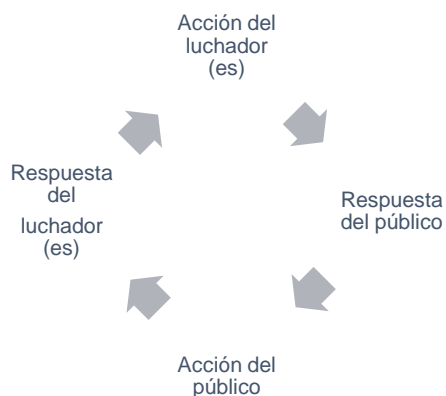 Acción del
luchador
(es)
Respuesta
del público
Acción del
público
Respuesta
del
luchador
(es)